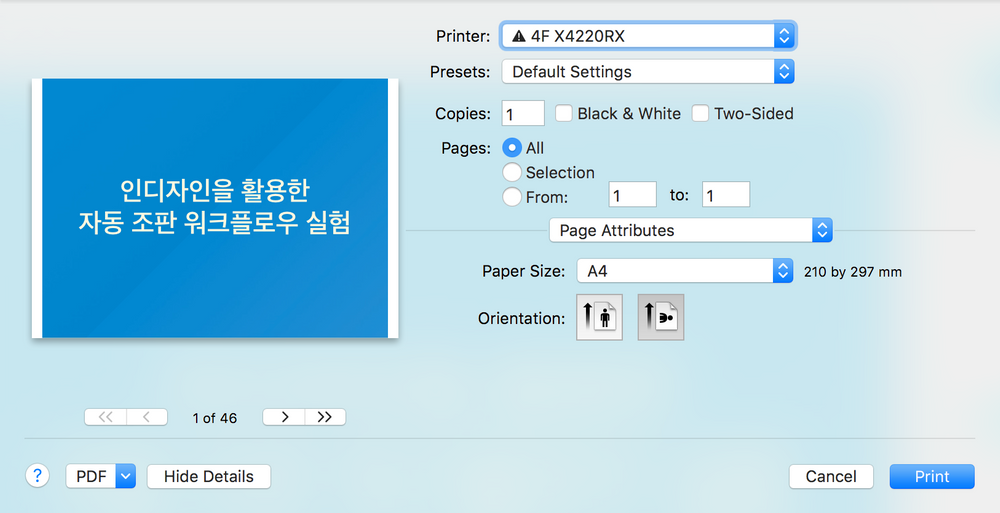 Printer: 4F X4220RX
Presets: Default Settings
Copies: 1 Black & White Two-Sided
Pages: All
Selection
From: 1 to: 1
인디자인을 활용한
자동 조판 워크플로우 실험
Page Attributes
Paper Size: A4 210 by 297 mm
Orientation:
<< < 1 of 46 > >>
? PDF Hide Details Cancel Print